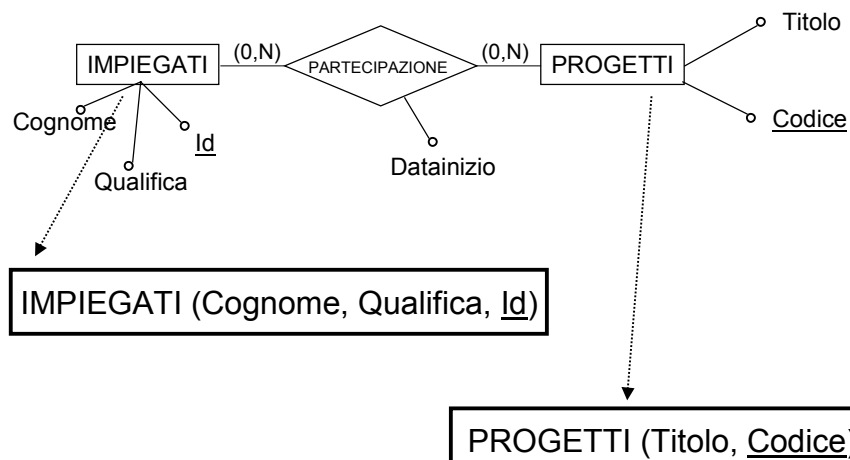 Titolo
IMPIEGATI (0,N) PARTECIPAZIONE (0,N) PROGETTI
Cognome
Id
Codice
Qualifica
Datainizio
IMPIEGATI (Cognome, Qualifica, Id)
PROGETTI (Titolo, Codice)